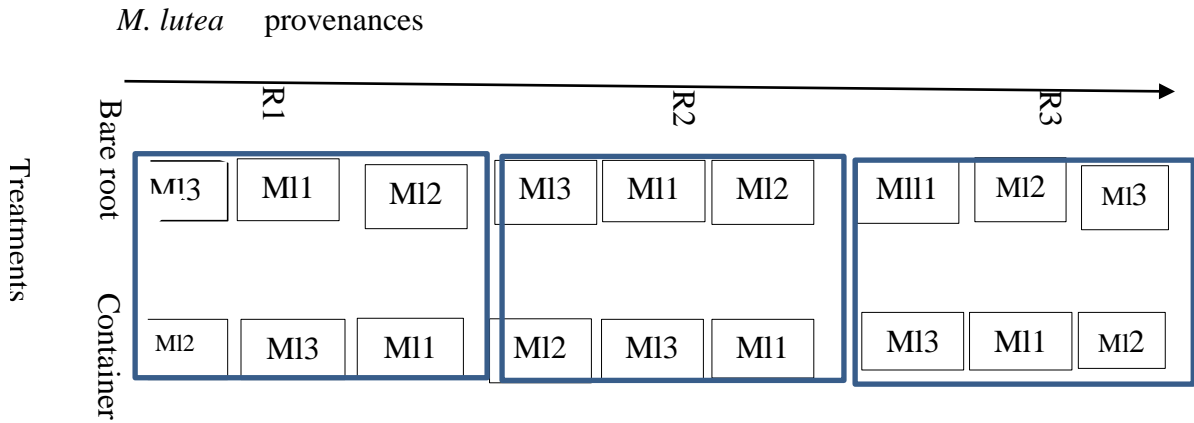 M. lutea provenances
R1 R2 R3
Treatments
Bare root
Ml3 Ml1 Ml2 Ml3 Ml1 Ml2 Mll1 Ml2 Ml3
Container
Ml2 Ml3 Ml1 Ml2 Ml3 Ml1 Ml3 Ml1 Ml2